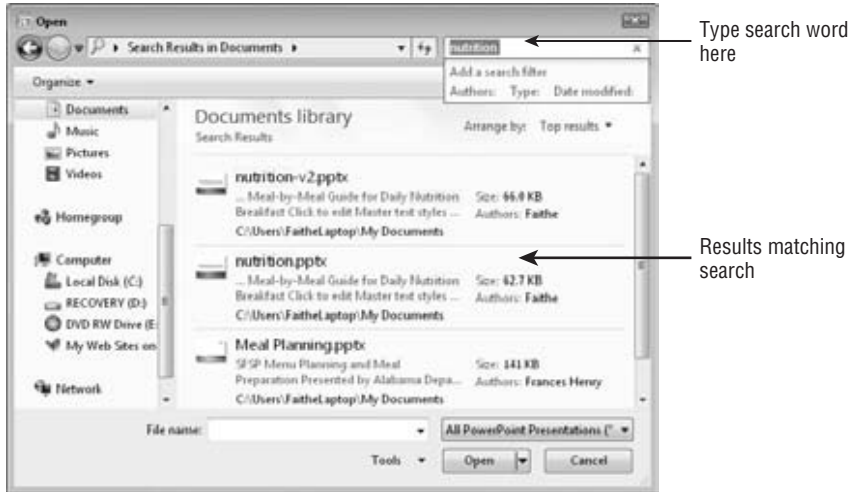 Open
Search Results in Documents
nutrition
Type search word
here
Add a search filter
Authors: Type: Date modified:
Organize
Documents
Music
Pictures
Videos
Homegroup
Computer
Local Disk (C:)
RECOVERY (D:)
DVD RW Drive (E:
My Web Sites on
Network
Documents library
Search Results
Arrange by: Top results
nutrition-v2.pptx
... Meal-by-Meal Guide for Daily Nutrition
Breakfast Click to edit Master text styles ...
C:\Users\FaitheLaptop\My Documents
Size: 66.0 KB
Authors: Faithe
nutrition.pptx
... Meal-by-Meal Guide for Daily Nutrition
Breakfast Click to edit Master text styles ...
C:\Users\FaitheLaptop\My Documents
Size: 62.7 KB
Authors: Faithe
Results matching
search
Meal Planning.pptx
SFSP Menu Planning and Meal
Preparation Presented by Alabama Depa...
C:\Users\FaitheLaptop\My Documents
Size: 141 KB
Authors: Frances Henry
File name:
All PowerPoint Presentations (*
Tools
Open
Cancel